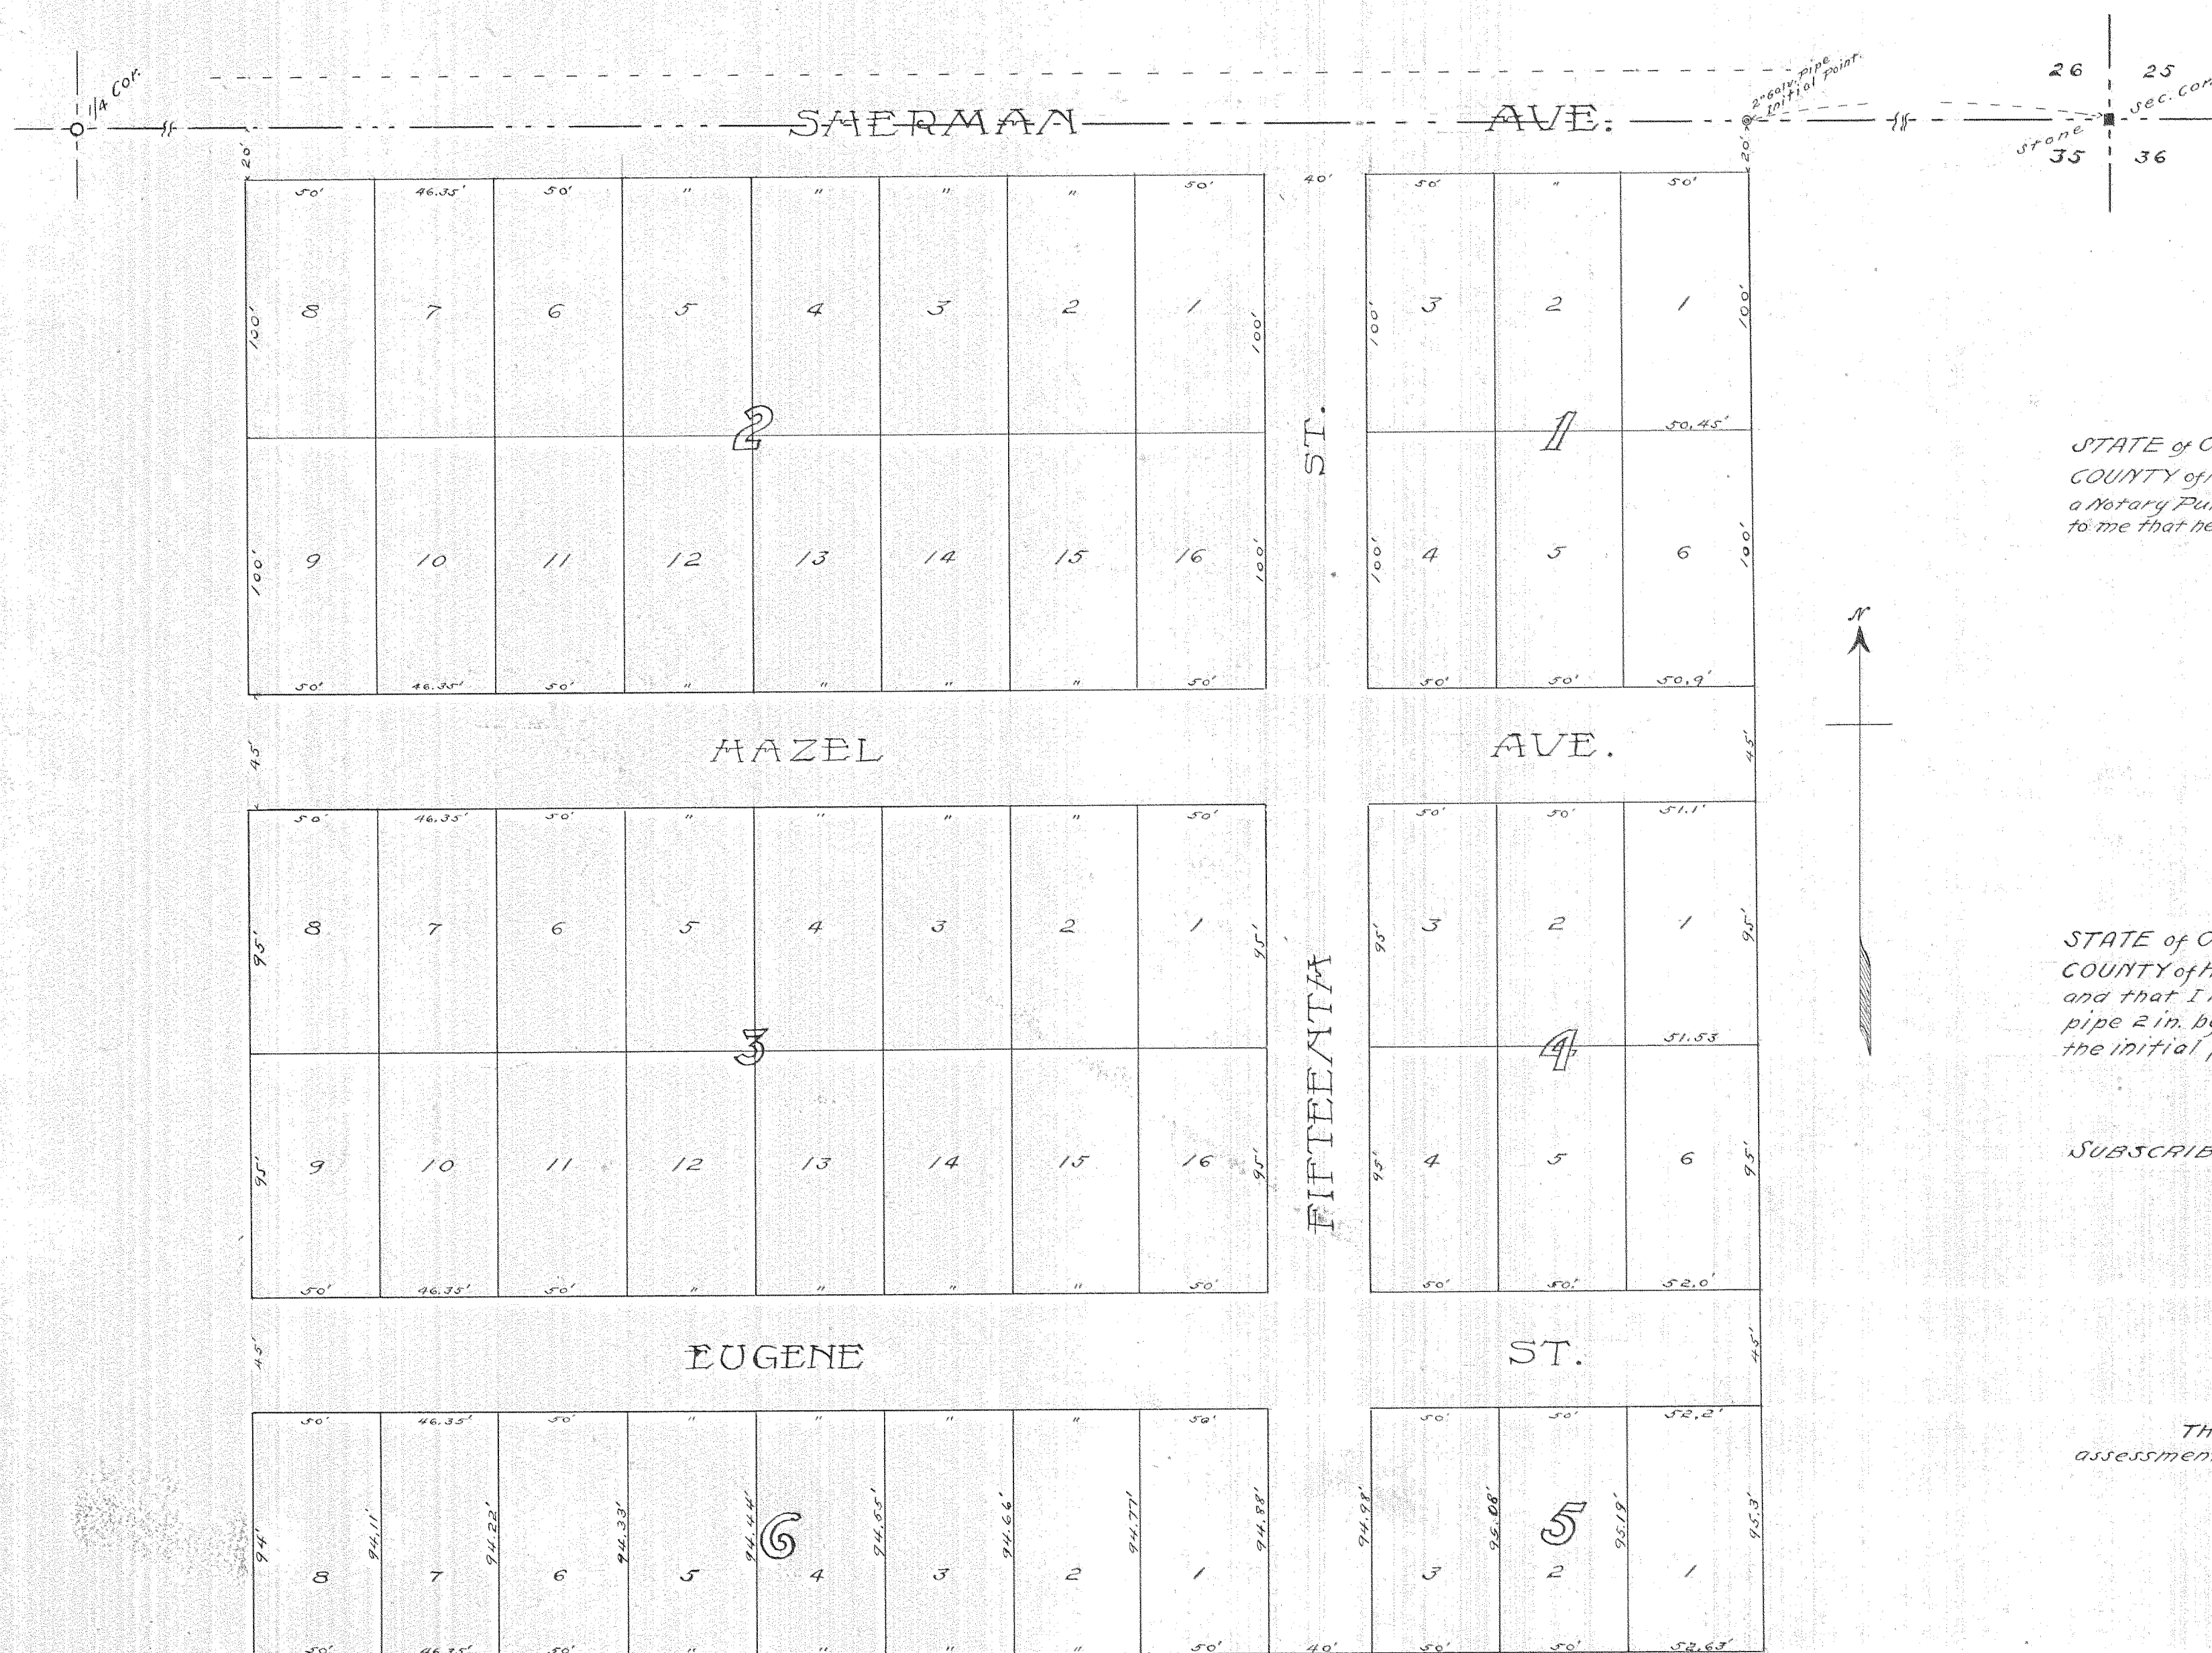 1/4 Cor.
SHERMAN AVE.
2" Galv. Pipe
Initial Point.
26 25
Sec. Cor.
Stone
35 36
20' 20'
50' 46.35' 50' " " " " 50' 40' 50' " 50'
8 7 6 5 4 3 2 1 3 2 1
100' 100' 100' 100'
2 1
50.45'
ST.
9 10 11 12 13 14 15 16 4 5 6
100' 100' 100' 100'
50' 46.35' 50' " " " " 50' 50' 50' 50.9'
STATE of
COUNTY of
a Notary
to me that he
N
45' HAZEL AVE. 45'
50' 46.35' 50' " " " " 50' 50' 50' 51.1'
8 7 6 5 4 3 2 1 3 2 1
95' 95' 95' 95'
3 4
51.53
FIFTEENTH
9 10 11 12 13 14 15 16 4 5 6
95' 95' 95' 95'
50' 46.35' 50' " " " " 50' 50' 50' 52.0'
STATE of
COUNTY of
and that I
pipe 2 in.
the initial
SUBSCRIB
45' EUGENE ST. 45'
50' 46.35' 50' " " " " 50' 50' 50' 52.2'
94' 94.11' 94.22' 94.33' 94.44' 94.55' 94.66' 94.77' 94.88' 94.98' 95.08' 95.19' 95.3'
6 5
8 7 6 5 4 3 2 1 3 2 1
50' 46.35' 50' " " " " 50' 40' 50' 50' 52.63'
Th
assessmen